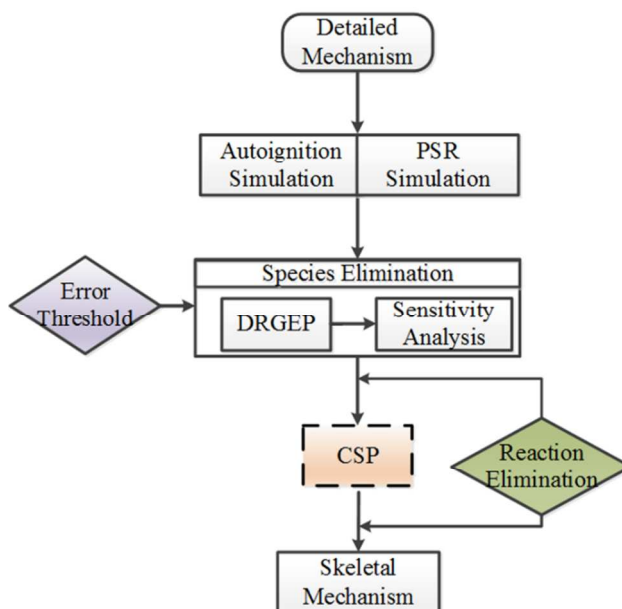 Detailed
Mechanism
Autoignition
Simulation
PSR
Simulation
Species Elimination
Error
Threshold
DRGEP
Sensitivity
Analysis
CSP
Reaction
Elimination
Skeletal
Mechanism